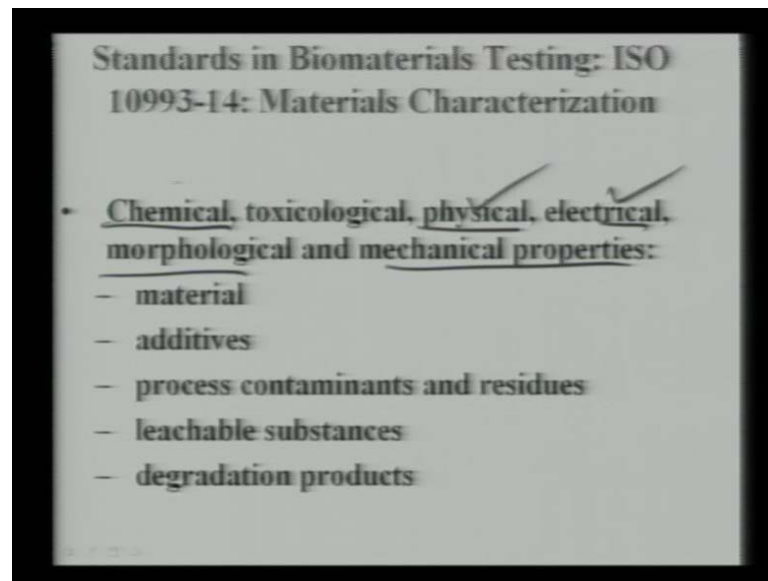 Standards in Biomaterials Testing: ISO
10993-14: Materials Characterization
• Chemical, toxicological, physical, electrical,
morphological and mechanical properties:
– material
– additives
– process contaminants and residues
– leachable substances
– degradation products